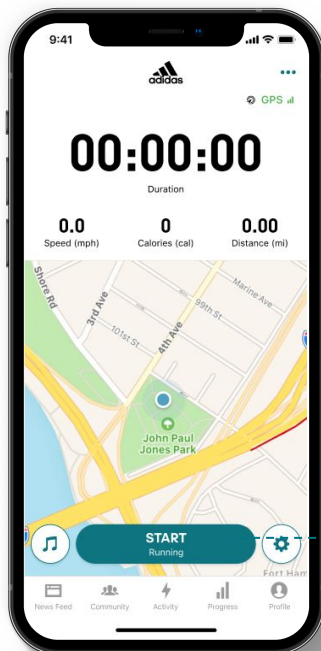 9:41
adidas
GPS
00:00:00
Duration
0.0 0 0.00
Speed (mph) Calories (cal) Distance (mi)
Shore Rd
3rd Ave
4th Ave
99th St
Marine Ave
101st St
John Paul
Jones Park
START
Running
Fort Ham
News Feed Community Activity Progress Profile